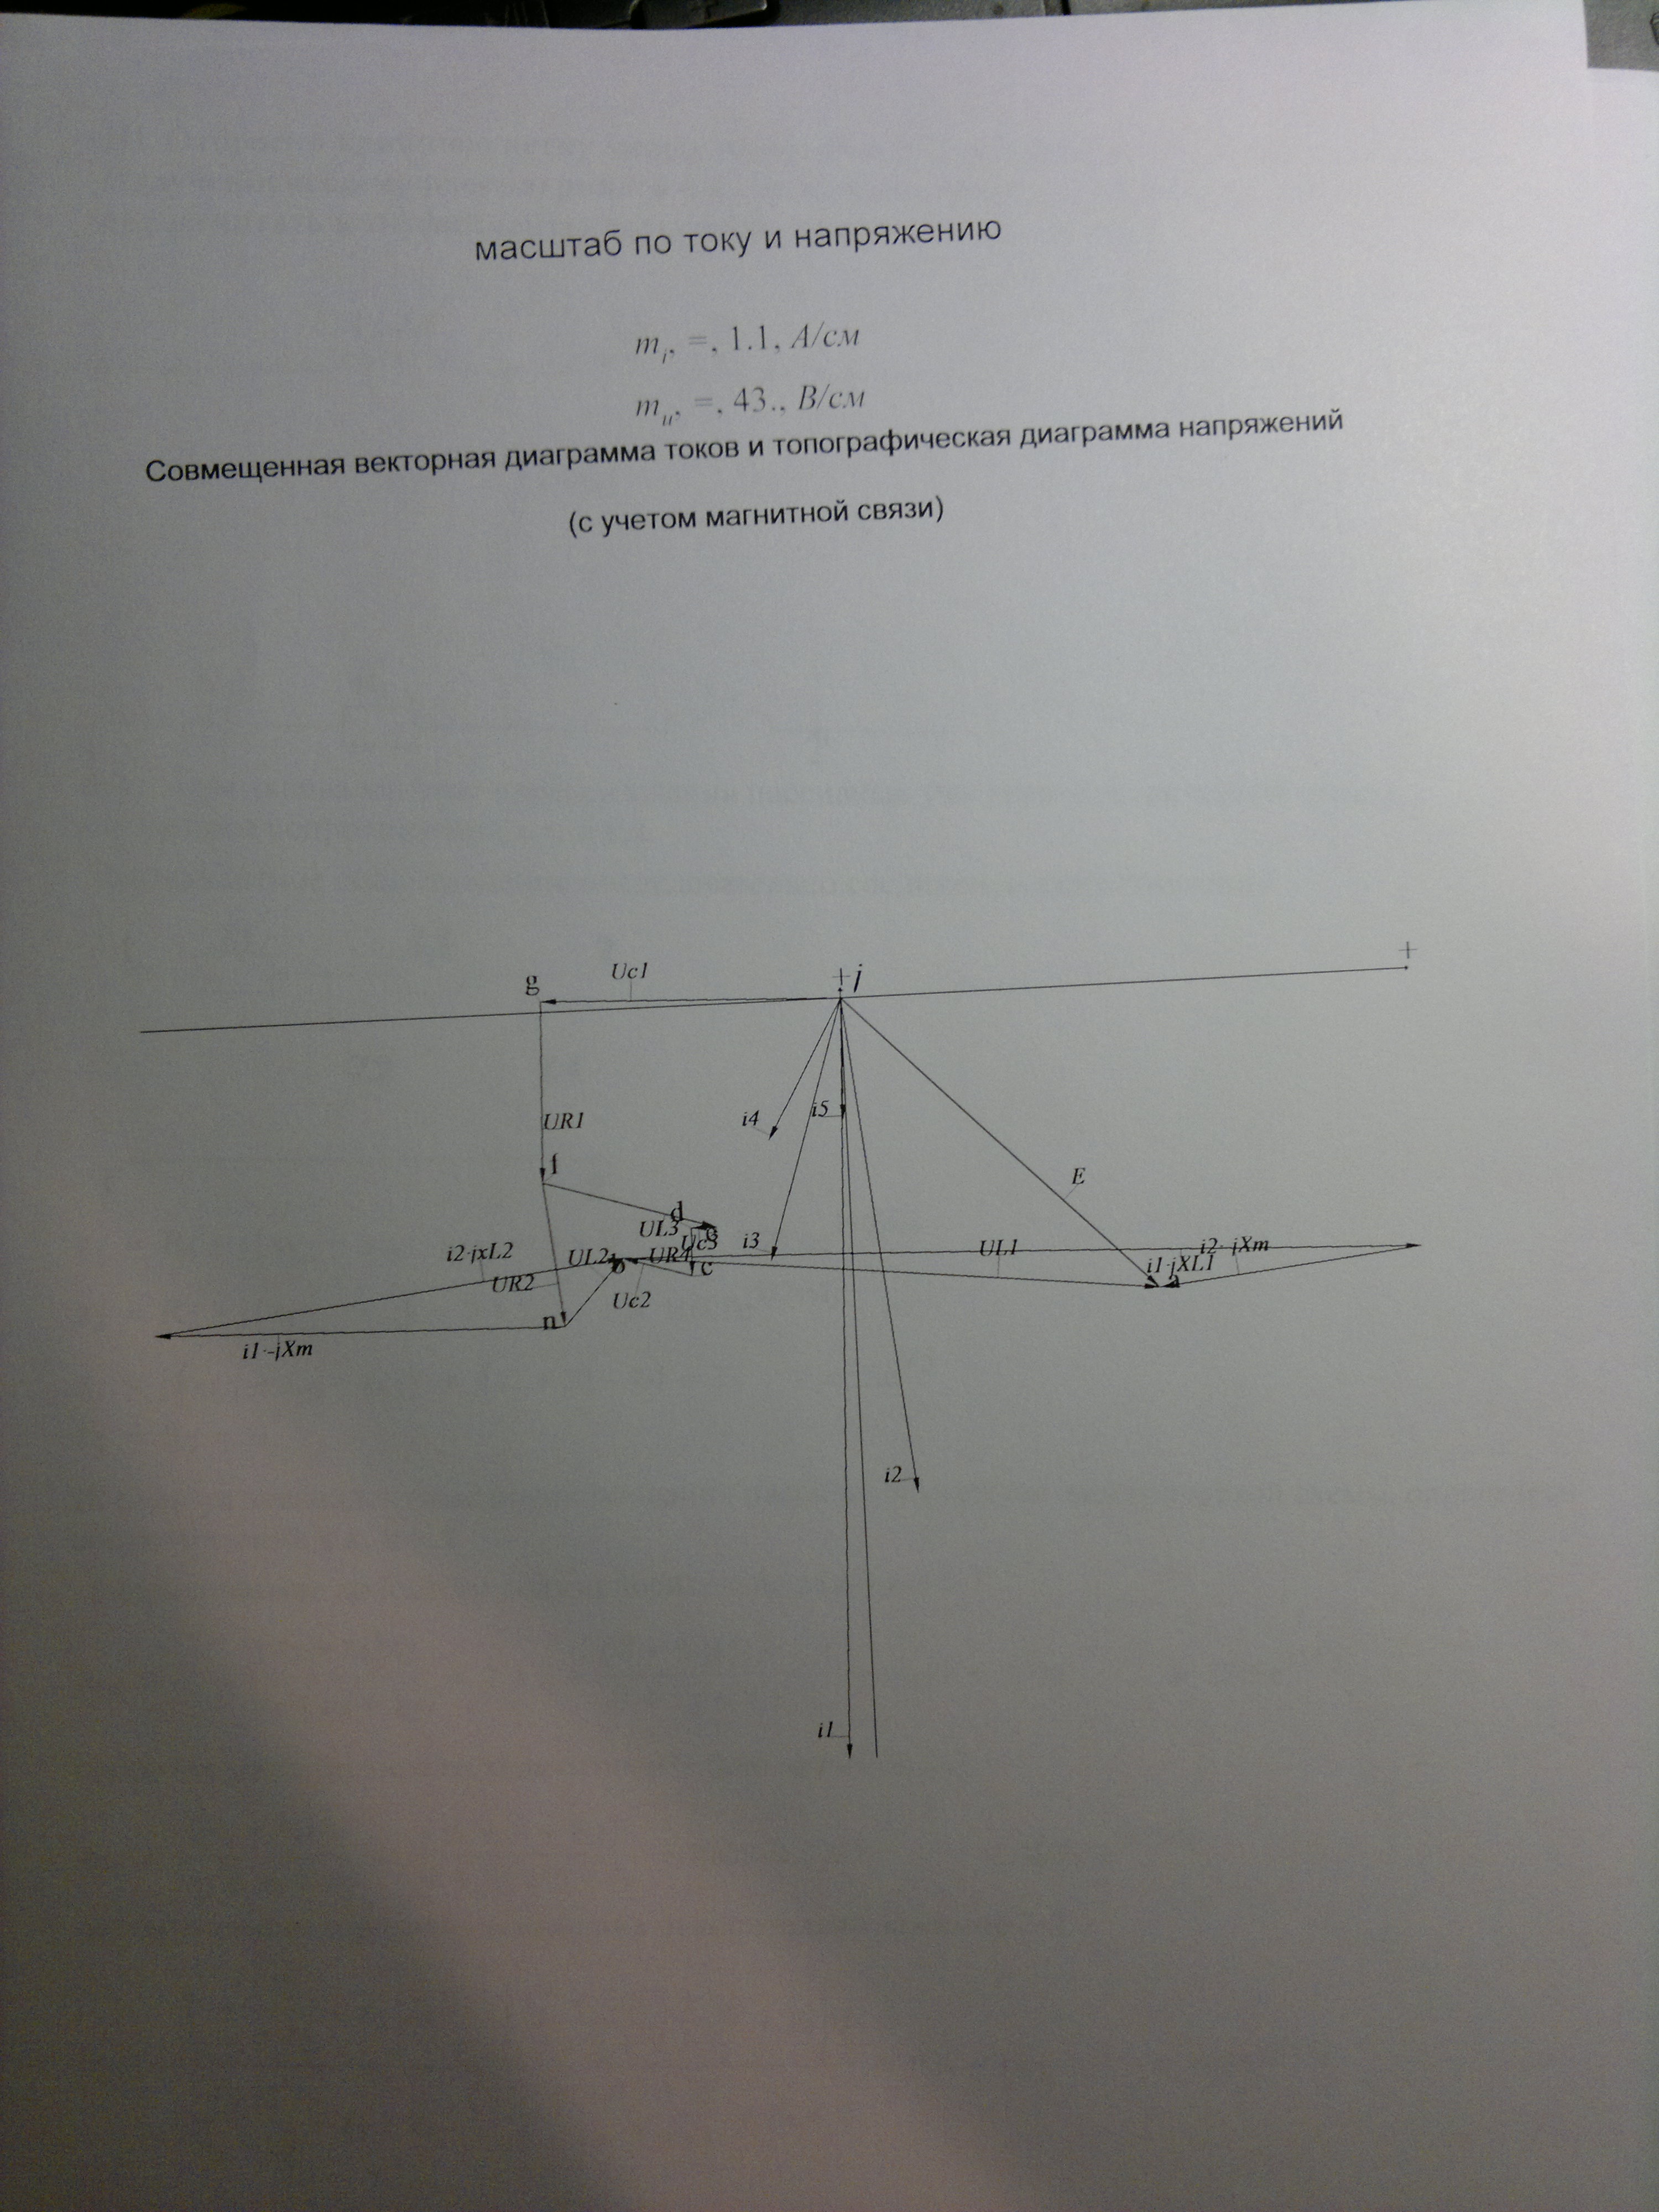 масштаб по току и напряжению
m_i, =, 1.1, А/см
m_u, =, 43., В/см
Совмещенная векторная диаграмма токов и топографическая диаграмма напряжений
(с учетом магнитной связи)
+
+j
g
Uc1
UR1
f
i4
i5
E
d
UL3
e
Uc3
i3
i2·jxL2
UL2
b
UR4
c
UL1
i2·jXm
i1·jXL1
a
UR2
Uc2
n
i1·-jXm
i2
i1